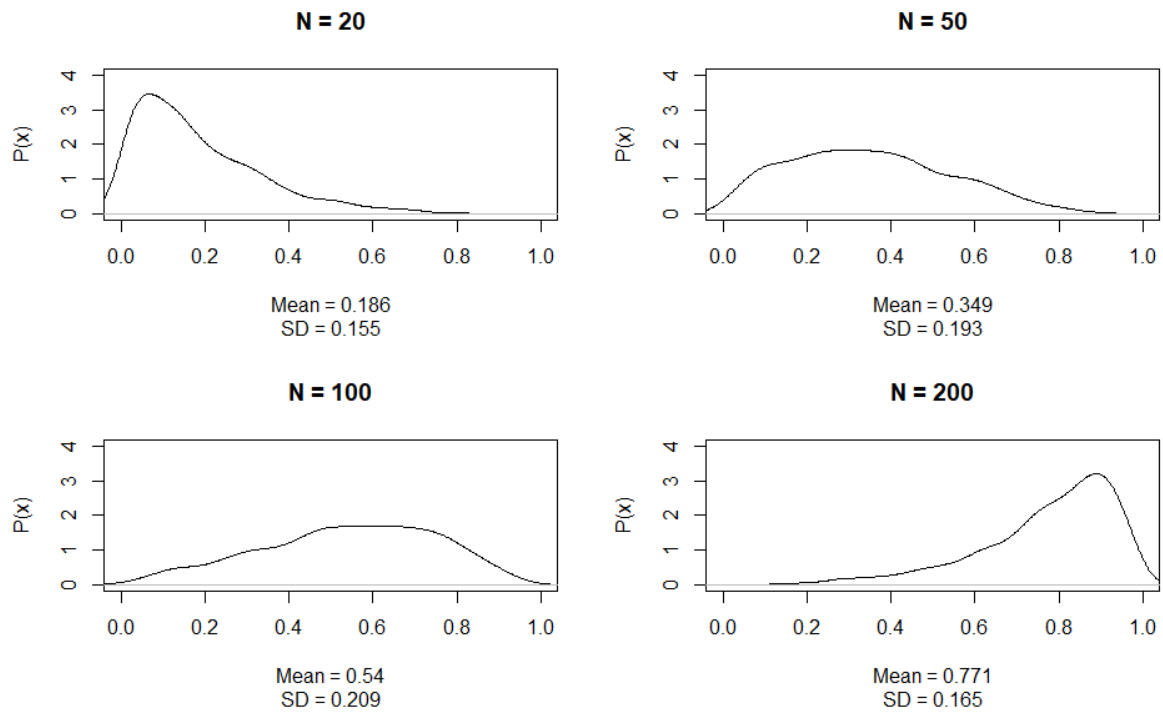 N = 20
P(x)
4
3
2
1
0
0.0 0.2 0.4 0.6 0.8 1.0
Mean = 0.186
SD = 0.155
N = 50
P(x)
4
3
2
1
0
0.0 0.2 0.4 0.6 0.8 1.0
Mean = 0.349
SD = 0.193
N = 100
P(x)
4
3
2
1
0
0.0 0.2 0.4 0.6 0.8 1.0
Mean = 0.54
SD = 0.209
N = 200
P(x)
4
3
2
1
0
0.0 0.2 0.4 0.6 0.8 1.0
Mean = 0.771
SD = 0.165